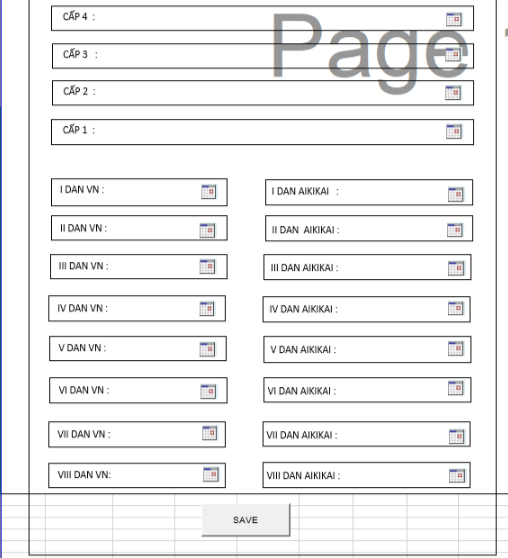 Page 1
CẤP 4 :
CẤP 3 :
CẤP 2 :
CẤP 1 :
I DAN VN : I DAN AIKIKAI :
II DAN VN : II DAN AIKIKAI :
III DAN VN : III DAN AIKIKAI :
IV DAN VN : IV DAN AIKIKAI :
V DAN VN : V DAN AIKIKAI :
VI DAN VN : VI DAN AIKIKAI :
VII DAN VN : VII DAN AIKIKAI :
VIII DAN VN: VIII DAN AIKIKAI :
SAVE